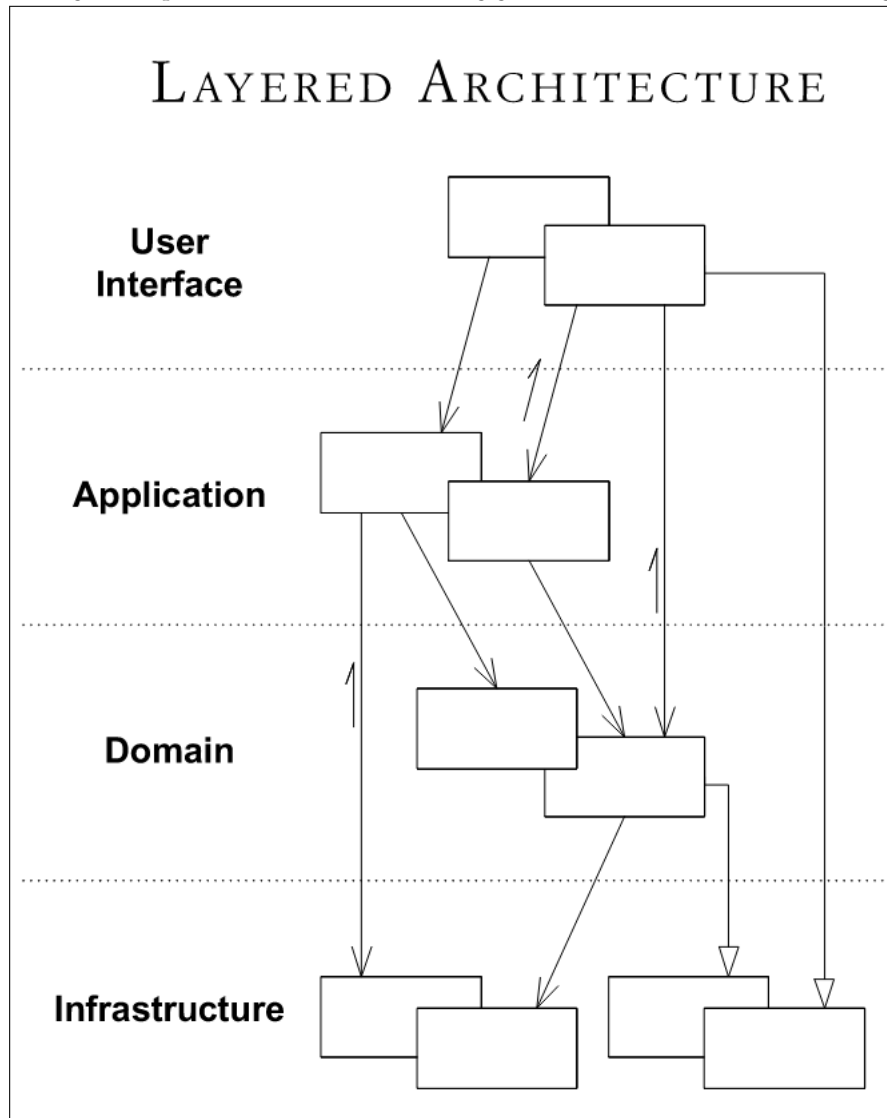 LAYERED ARCHITECTURE
User
Interface
Application
Domain
Infrastructure